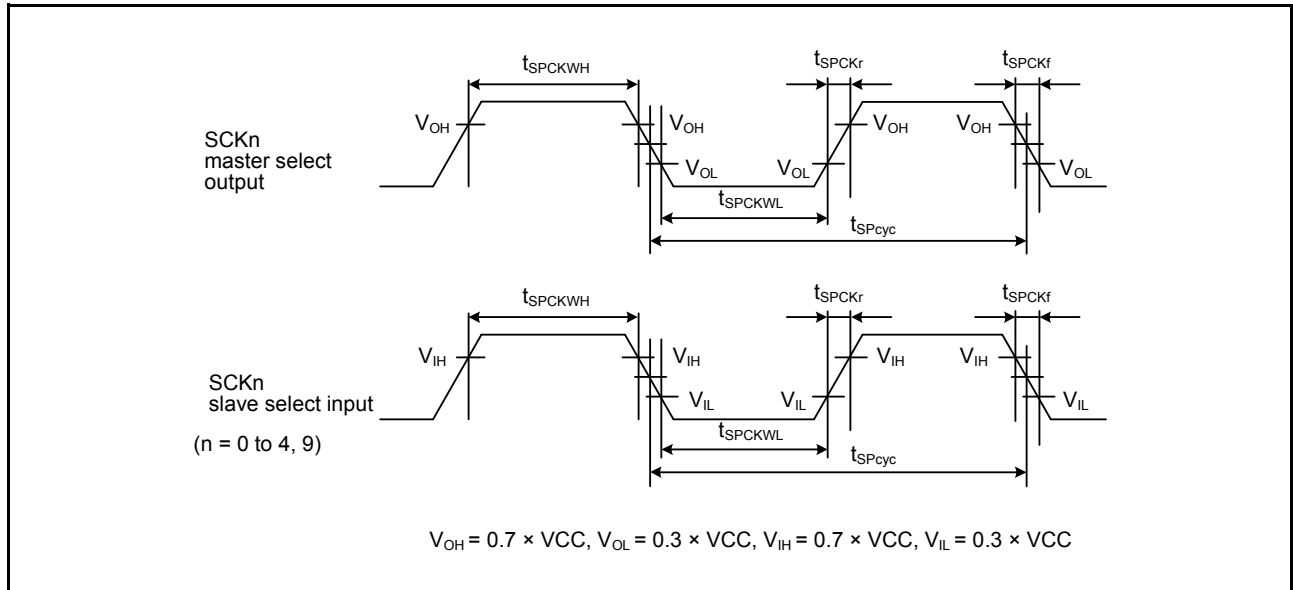 tSPCKWH
tSPCKr
tSPCKf
VOH
VOH
VOH
VOH
SCKn
master select
output
VOL
VOL
VOL
tSPCKWL
tSPcyc
tSPCKWH
tSPCKr
tSPCKf
VIH
VIH
VIH
VIH
SCKn
slave select input
(n = 0 to 4, 9)
VIL
VIL
VIL
tSPCKWL
tSPcyc
VOH = 0.7 × VCC, VOL = 0.3 × VCC, VIH = 0.7 × VCC, VIL = 0.3 × VCC